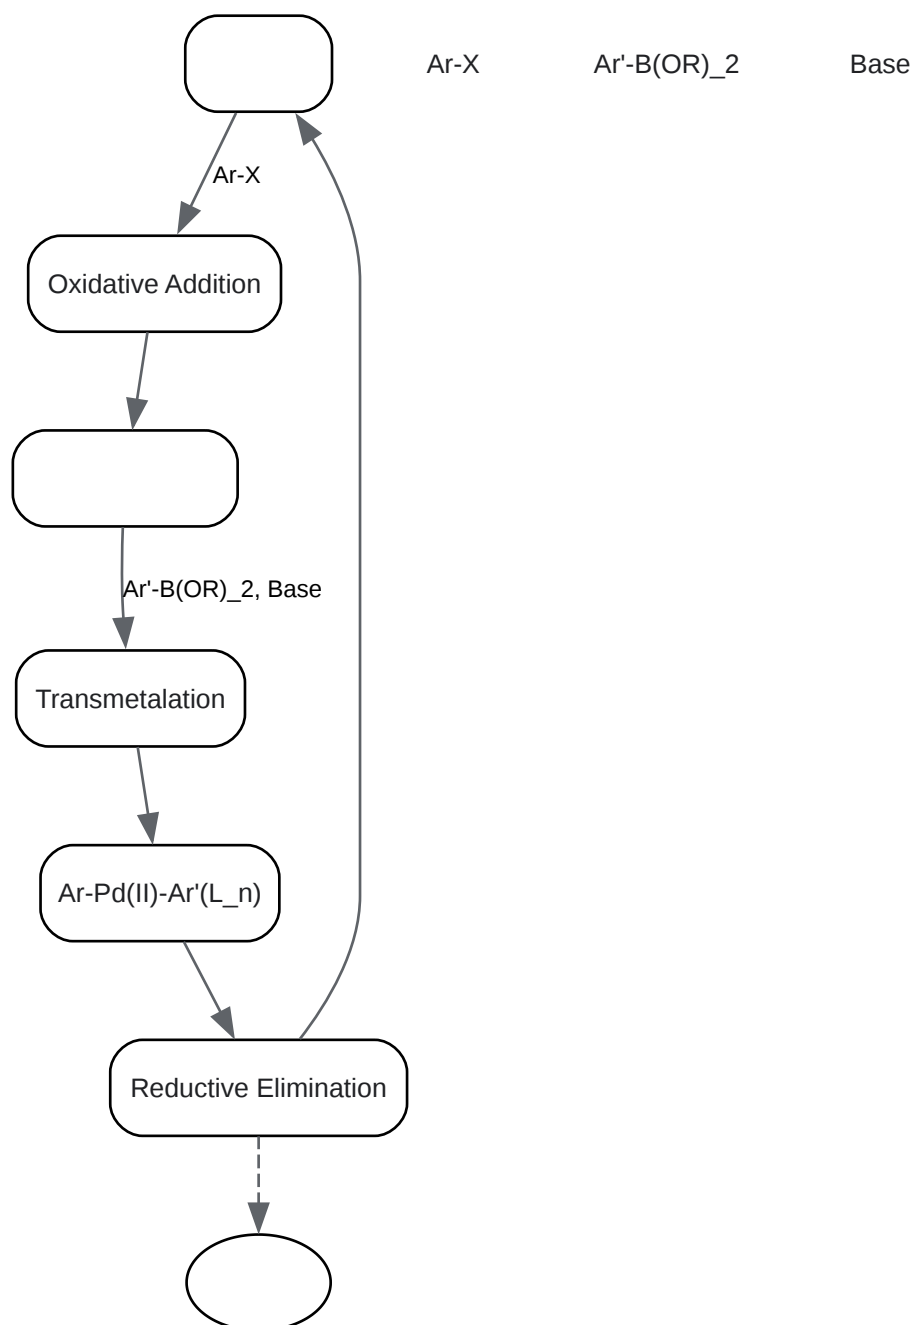 Ar-X
Ar'-B(OR)_2
Base
Ar-X
Oxidative Addition
Ar'-B(OR)_2, Base
Transmetalation
Ar-Pd(II)-Ar'(L_n)
Reductive Elimination